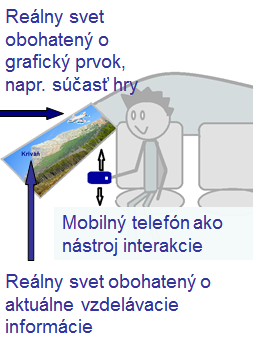 Reálny svet
obohatený o
grafický prvok,
napr. súčasť hry
Kriváň
Mobilný telefón ako
nástroj interakcie
Reálny svet obohatený o
aktuálne vzdelávacie
informácie